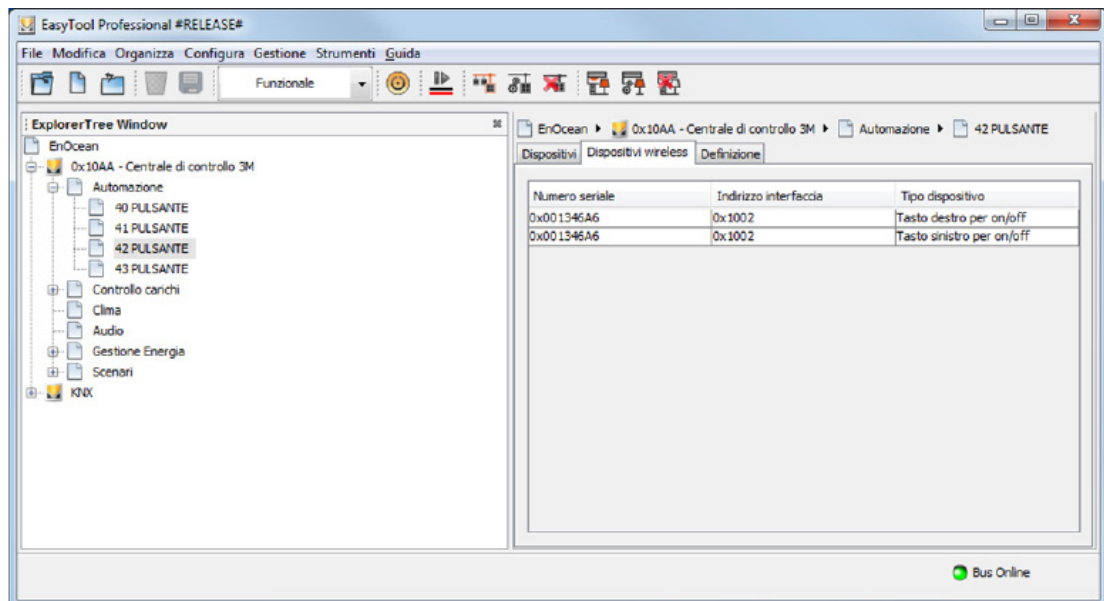 EasyTool Professional #RELEASE#
File Modifica Organizza Configura Gestione Strumenti Guida
Funzionale
ExplorerTree Window
EnOcean
0x10AA - Centrale di controllo 3M
Automazione
40 PULSANTE
41 PULSANTE
42 PULSANTE
43 PULSANTE
Controllo carichi
Clima
Audio
Gestione Energia
Scenari
KNX
EnOcean 0x10AA - Centrale di controllo 3M Automazione 42 PULSANTE
Dispositivi Dispositivi wireless Definizione
Numero seriale Indirizzo interfaccia Tipo dispositivo
0x001346A6 0x1002 Tasto destro per on/off
0x001346A6 0x1002 Tasto sinistro per on/off
Bus Online